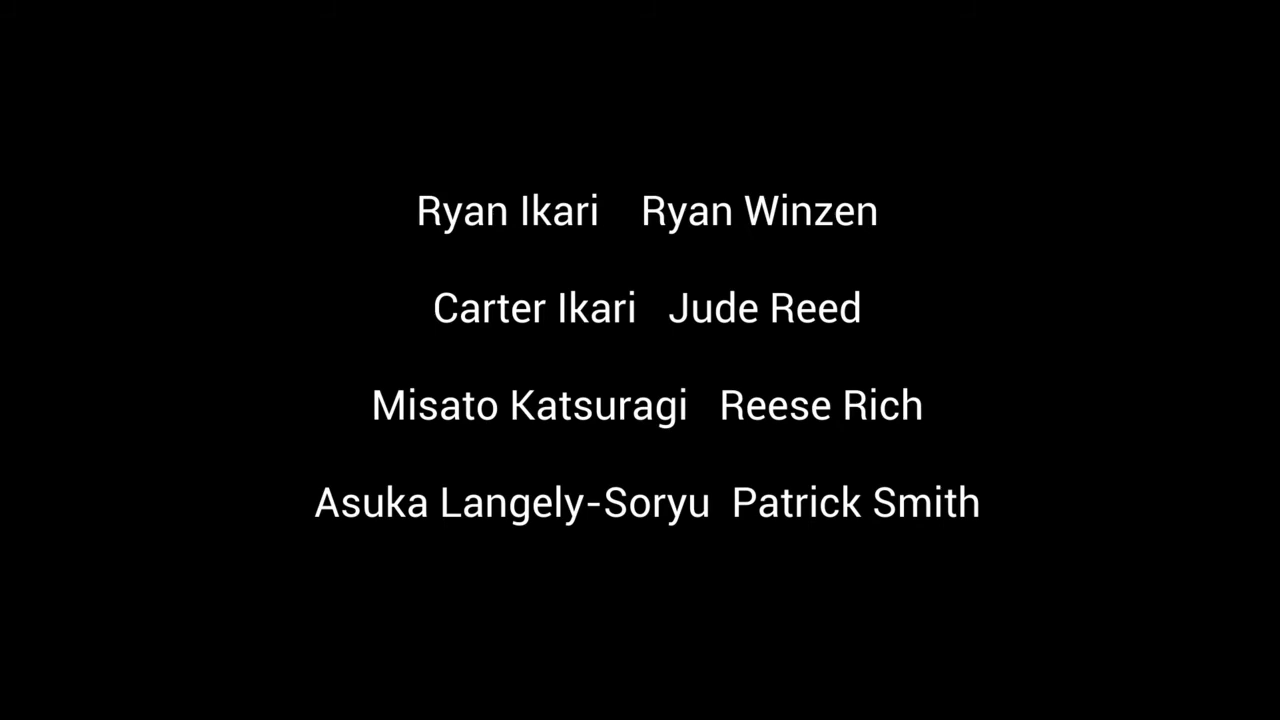 Ryan Ikari Ryan Winzen
Carter Ikari Jude Reed
Misato Katsuragi Reese Rich
Asuka Langely-Soryu Patrick Smith